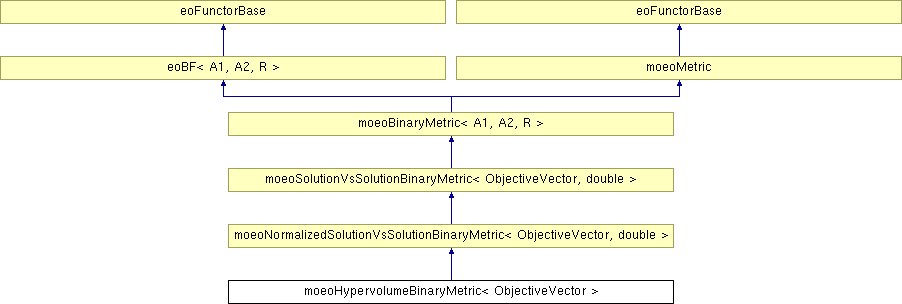 eoFunctorBase
eoFunctorBase
eoBF< A1, A2, R >
moeoMetric
moeoBinaryMetric< A1, A2, R >
moeoSolutionVsSolutionBinaryMetric< ObjectiveVector, double >
moeoNormalizedSolutionVsSolutionBinaryMetric< ObjectiveVector, double >
moeoHypervolumeBinaryMetric< ObjectiveVector >